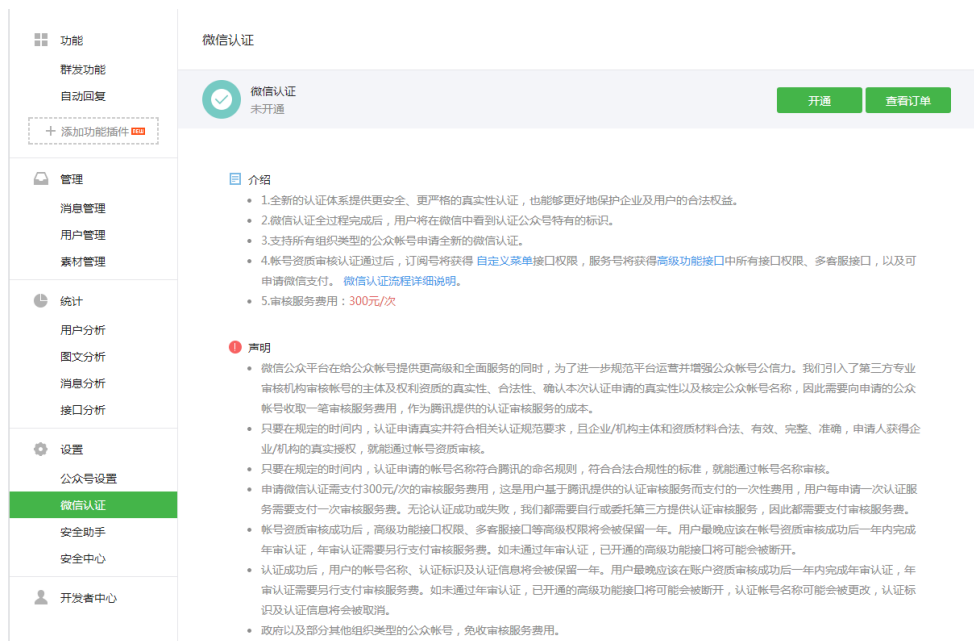 功能
群发功能
自动回复
+ 添加功能插件 NEW
管理
消息管理
用户管理
素材管理
统计
用户分析
图文分析
消息分析
接口分析
设置
公众号设置
微信认证
安全助手
安全中心
开发者中心
微信认证
微信认证
未开通
开通
查看订单
介绍
1.全新的认证体系提供更安全、更严格的真实性认证，也能够更好地保护企业及用户的合法权益。
2.微信认证全过程完成后，用户将在微信中看到认证公众号特有的标识。
3.支持所有组织类型的公众帐号申请全新的微信认证。
4.帐号资质审核认证通过后，订阅号将获得 自定义菜单接口权限，服务号将获得高级功能接口中所有接口权限、多客服接口，以及可
申请微信支付。 微信认证流程详细说明。
5.审核服务费用：300元/次
声明
微信公众平台在给公众帐号提供更高级和全面服务的同时，为了进一步规范平台运营并增强公众帐号公信力。我们引入了第三方专业
审核机构审核帐号的主体及权利资质的真实性、合法性、确认本次认证申请的真实性以及核定公众帐号名称，因此需要向申请的公众
帐号收取一笔审核服务费用，作为腾讯提供的认证审核服务的成本。
只要在规定的时间内，认证申请真实并符合相关认证规范要求，且企业/机构主体和资质材料合法、有效、完整、准确，申请人获得企
业/机构的真实授权，就能通过帐号资质审核。
只要在规定的时间内，认证申请的帐号名称符合腾讯的命名规则，符合合法合规性的标准，就能通过帐号名称审核。
申请微信认证需支付300元/次的审核服务费用，这是用户基于腾讯提供的认证审核服务而支付的一次性费用，用户每申请一次认证服
务需要支付一次审核服务费。无论认证成功或失败，我们都需要自行或委托第三方提供认证审核服务，因此都需要支付审核服务费。
帐号资质审核成功后，高级功能接口权限、多客服接口等高级权限将会被保留一年。用户最晚应该在帐号资质审核成功后一年内完成
年审认证，年审认证需要另行支付审核服务费。如未通过年审认证，已开通的高级功能接口将可能会被断开。
认证成功后，用户的帐号名称、认证标识及认证信息将会被保留一年。用户最晚应该在账户资质审核成功后一年内完成年审认证，年
审认证需要另行支付审核服务费。如未通过年审认证，已开通的高级功能接口将可能会被断开，认证帐号名称可能会被更改，认证标
识及认证信息将会被取消。
政府以及部分其他组织类型的公众帐号，免收审核服务费用。